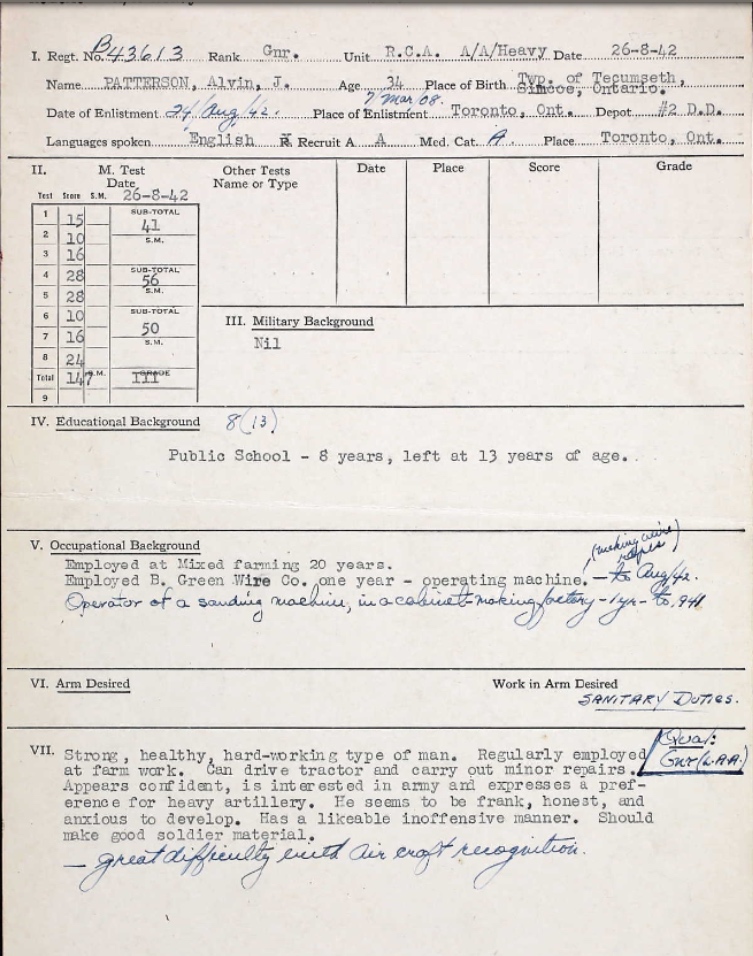 I. Regt. No. B43613 Rank Gnr. Unit R.C.A. A/A/Heavy Date 26-8-42
Name PATTERSON, Alvin, J. Age 34 Place of Birth Twp. of Tecumseth,
Simcoe, Ontario.
7 Mar/08.
Date of Enlistment 24/Aug/42. Place of Enlistment Toronto, Ont. Depot #2 D.D.
Languages spoken English R Recruit A A Med. Cat. A. Place Toronto, Ont.
II. M. Test Other Tests Date Place Score Grade
Date 26-8-42 Name or Type
Test Score S.M.
1 15 SUB-TOTAL
41
2 10 S.M.
3 16
4 28 SUB-TOTAL
56
5 28 S.M.
6 10 SUB-TOTAL
50
7 16 S.M.
8 24
Total 147 S.M. GRADE III
9
III. Military Background
Nil
IV. Educational Background 8(13)
Public School - 8 years, left at 13 years of age.
V. Occupational Background
(making wire
ropes)
Employed at Mixed farming 20 years.
Employed B. Green Wire Co. one year - operating machine. - to Aug/42.
Operator of a sanding machine, in a cabinet-making factory - 1 yr - to 1941
VI. Arm Desired Work in Arm Desired
SANITARY DUTIES.
Qual:
Gnr (L.A.A.)
VII. Strong, healthy, hard-working type of man. Regularly employed
at farm work. Can drive tractor and carry out minor repairs.
Appears confident, is interested in army and expresses a pref-
erence for heavy artillery. He seems to be frank, honest, and
anxious to develop. Has a likeable inoffensive manner. Should
make good soldier material.
- great difficulty with air craft recognition.